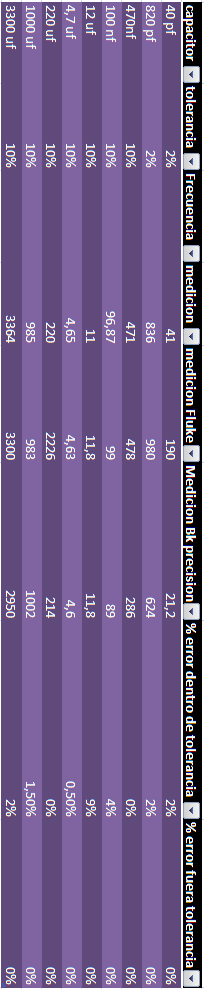 capacitor tolerancia Frecuencia medicion medicion Fluke Medicion Bk precision % error dentro de tolerancia % error fuera tolerancia
40 pf 2% 41 190 21,2 2% 0%
820 pf 2% 836 980 624 2% 0%
470nf 10% 471 478 286 0% 0%
100 nf 10% 96,87 99 89 4% 0%
12 uf 10% 11 11,8 11,8 9% 0%
4,7 uf 10% 4,65 4,63 4,6 0,50% 0%
220 uf 10% 220 2226 214 0% 0%
1000 uf 10% 985 983 1002 1,50% 0%
3300 uf 10% 3364 3300 2950 2% 0%